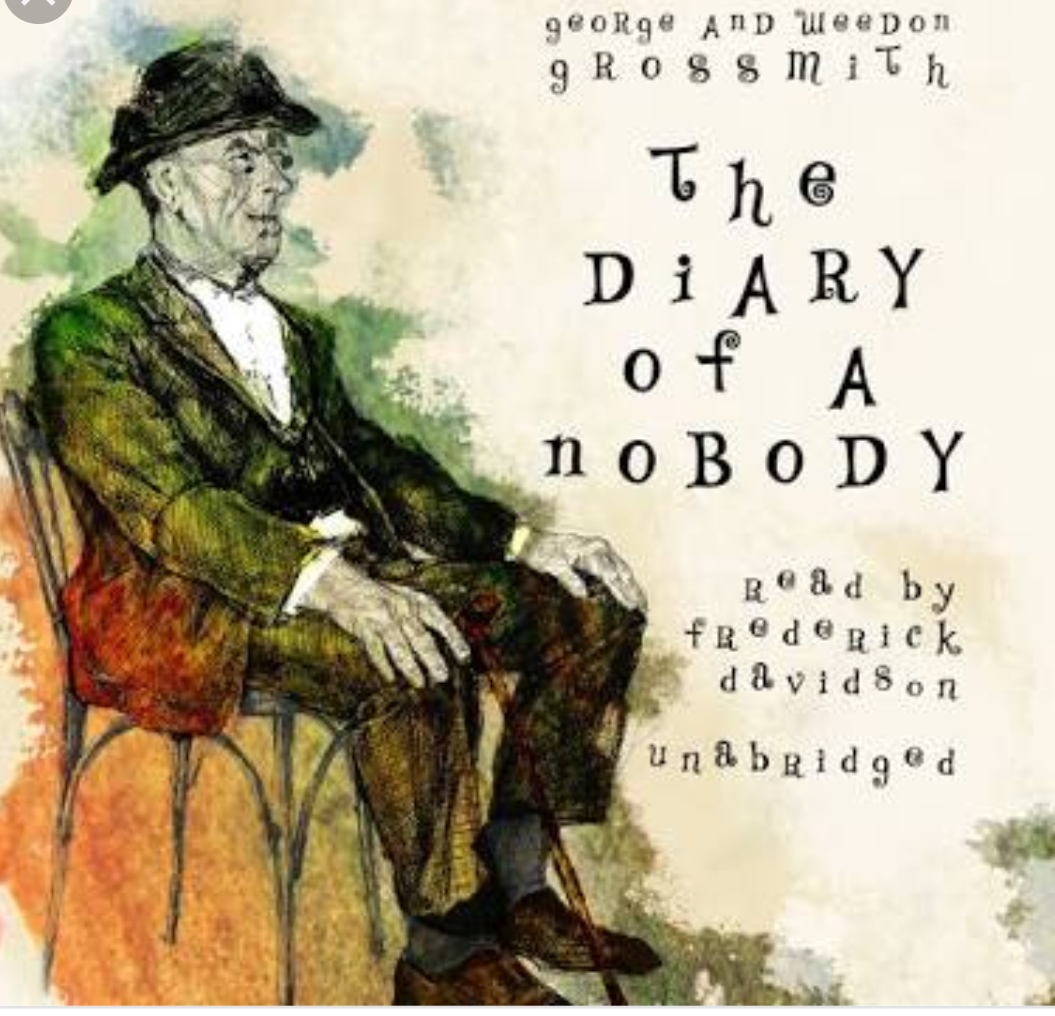 geoRge AnD WeeDon
gRossmiTh
The
DiARY
of A
noBODY
Read by
fRedeRick
davidson
unabRidged